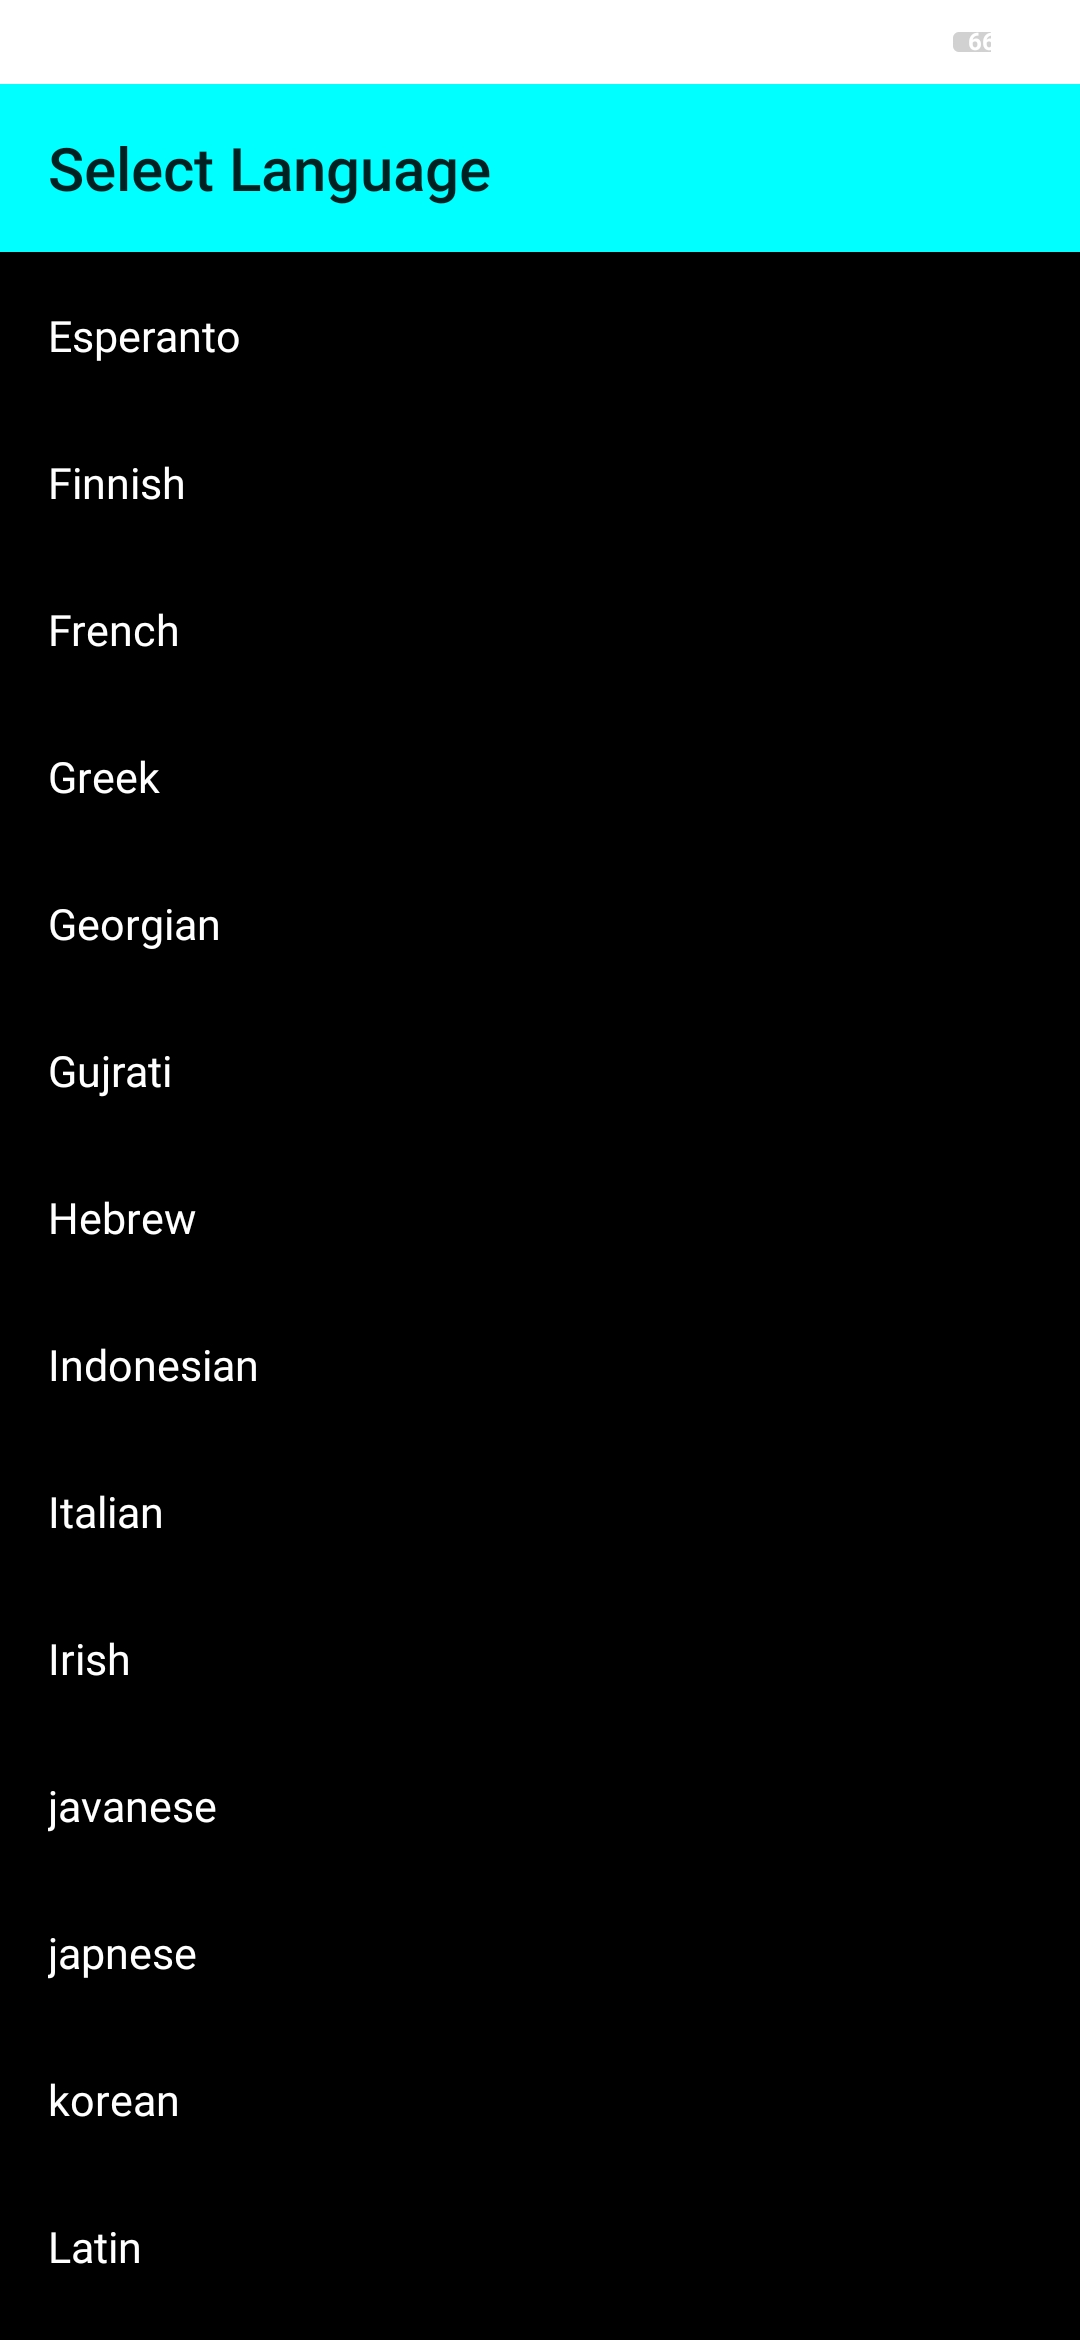 66
Select Language
Esperanto
Finnish
French
Greek
Georgian
Gujrati
Hebrew
Indonesian
Italian
Irish
javanese
japnese
korean
Latin